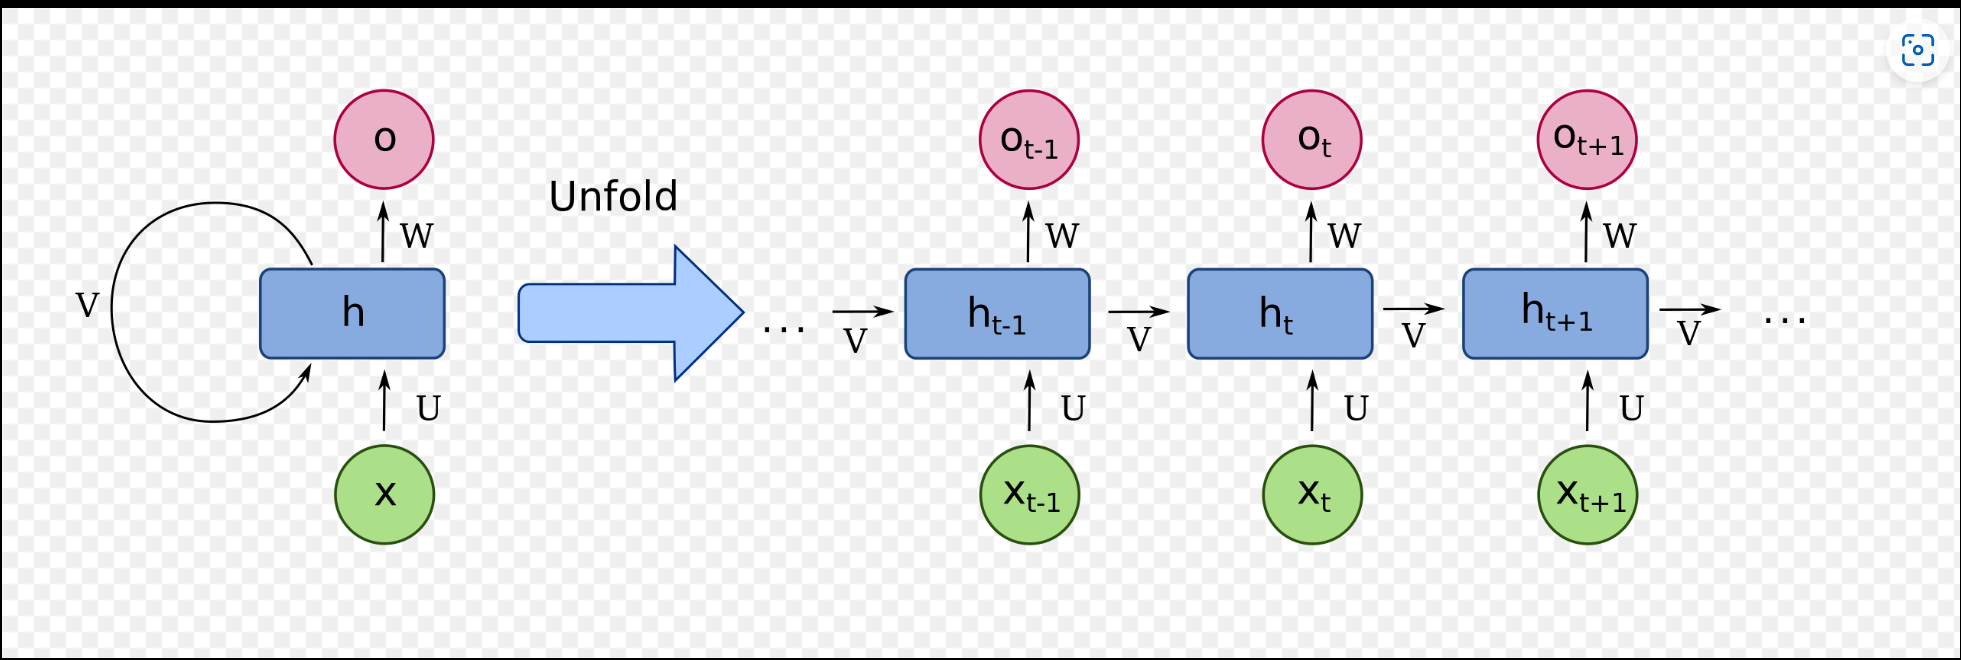 o
o_t-1
o_t
o_t+1
Unfold
W
W
W
W
V
h
...
V
h_t-1
V
h_t
V
h_t+1
V
...
U
U
U
U
x
x_t-1
x_t
x_t+1